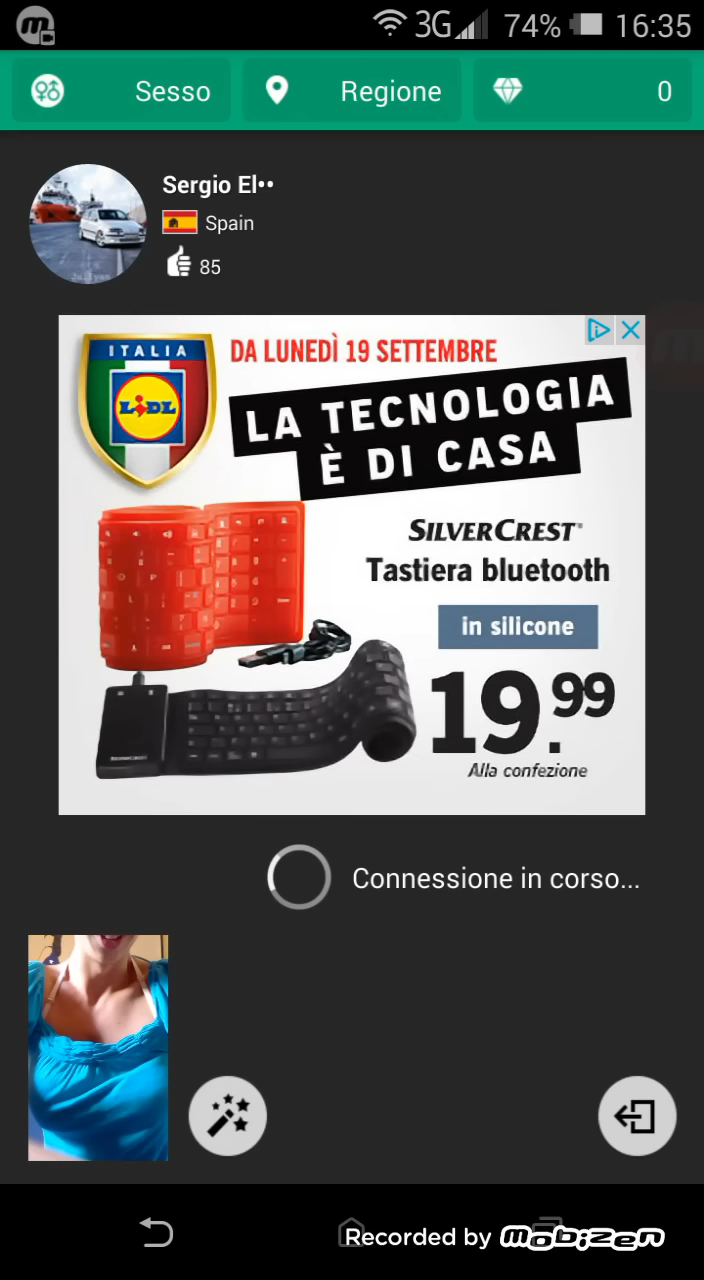 3G 74% 16:35
Sesso Regione 0
Sergio El••
Spain
85
ITALIA
LIDL
DA LUNEDÌ 19 SETTEMBRE
LA TECNOLOGIA
È DI CASA
SILVERCREST®
Tastiera bluetooth
in silicone
19.99
Alla confezione
Connessione in corso...
Recorded by mobizen